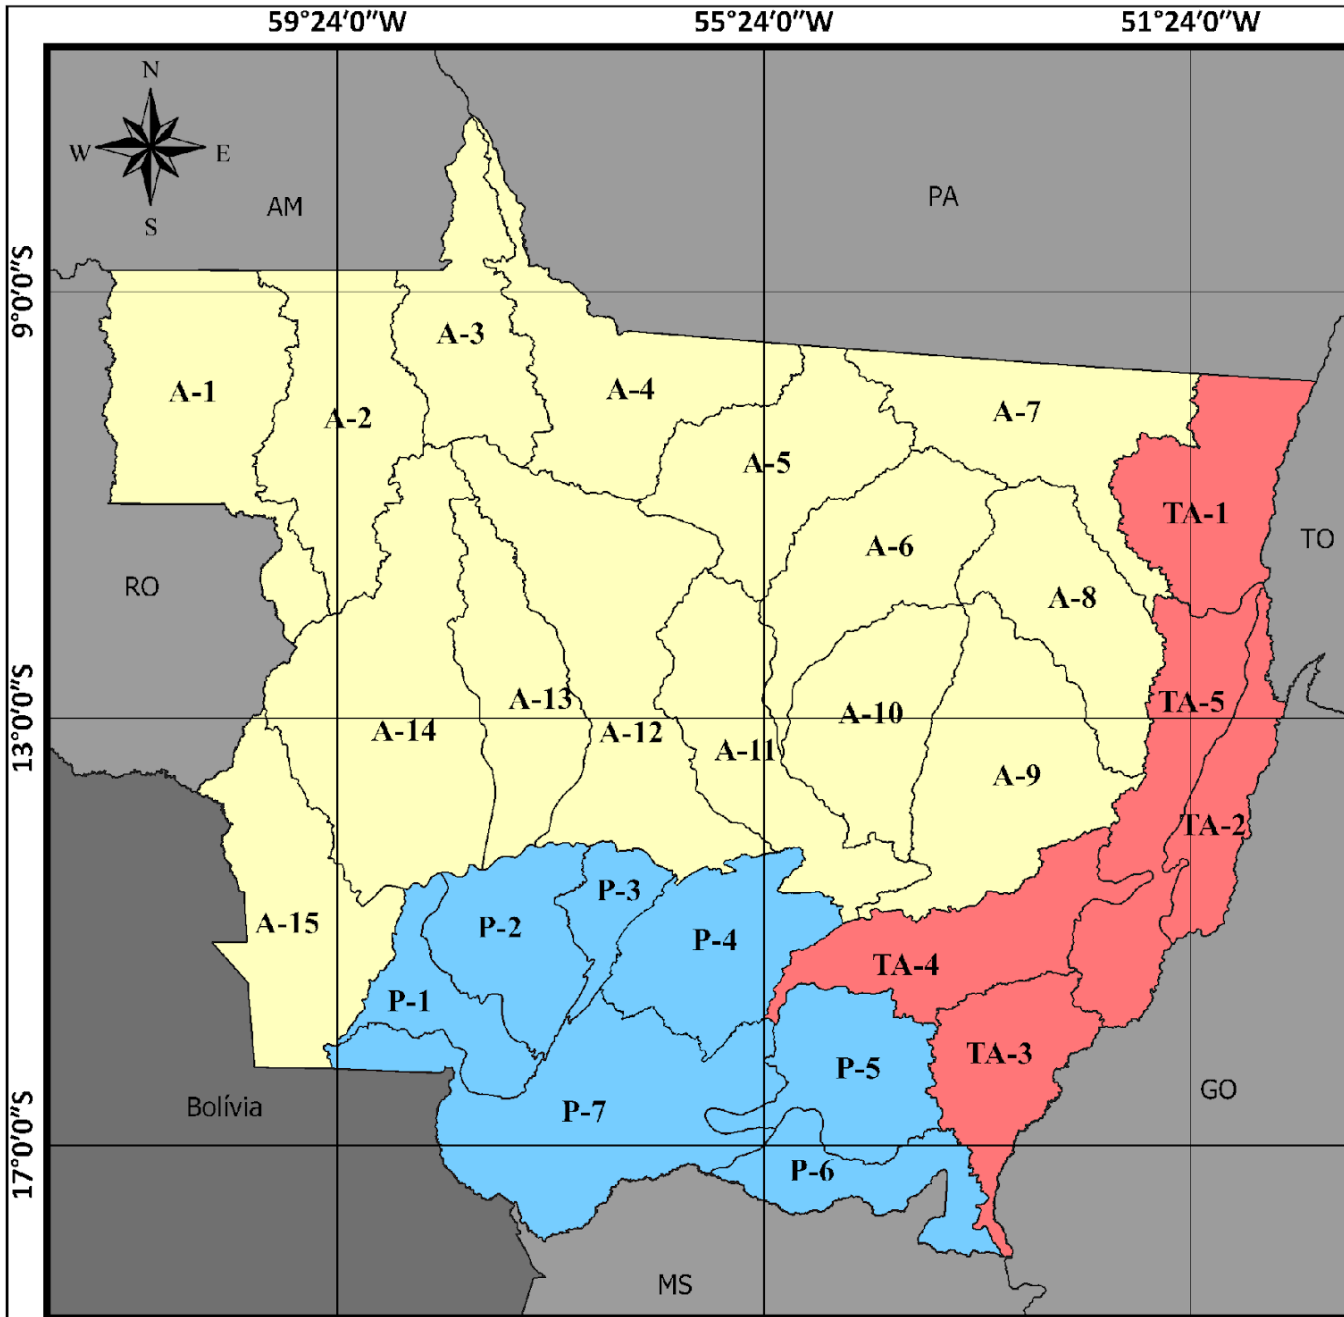 59°24′0″W 55°24′0″W 51°24′0″W
N
W E
S
AM
PA
9°0′0″S
A-3
A-1
A-2
A-4
A-7
A-5
TA-1
TO
A-6
RO
A-8
TA-5
13°0′0″S
A-14
A-13
A-12
A-10
A-11
A-9
TA-2
P-3
A-15
P-2
P-4
TA-4
P-1
TA-3
P-5
GO
Bolívia
P-7
17°0′0″S
P-6
MS